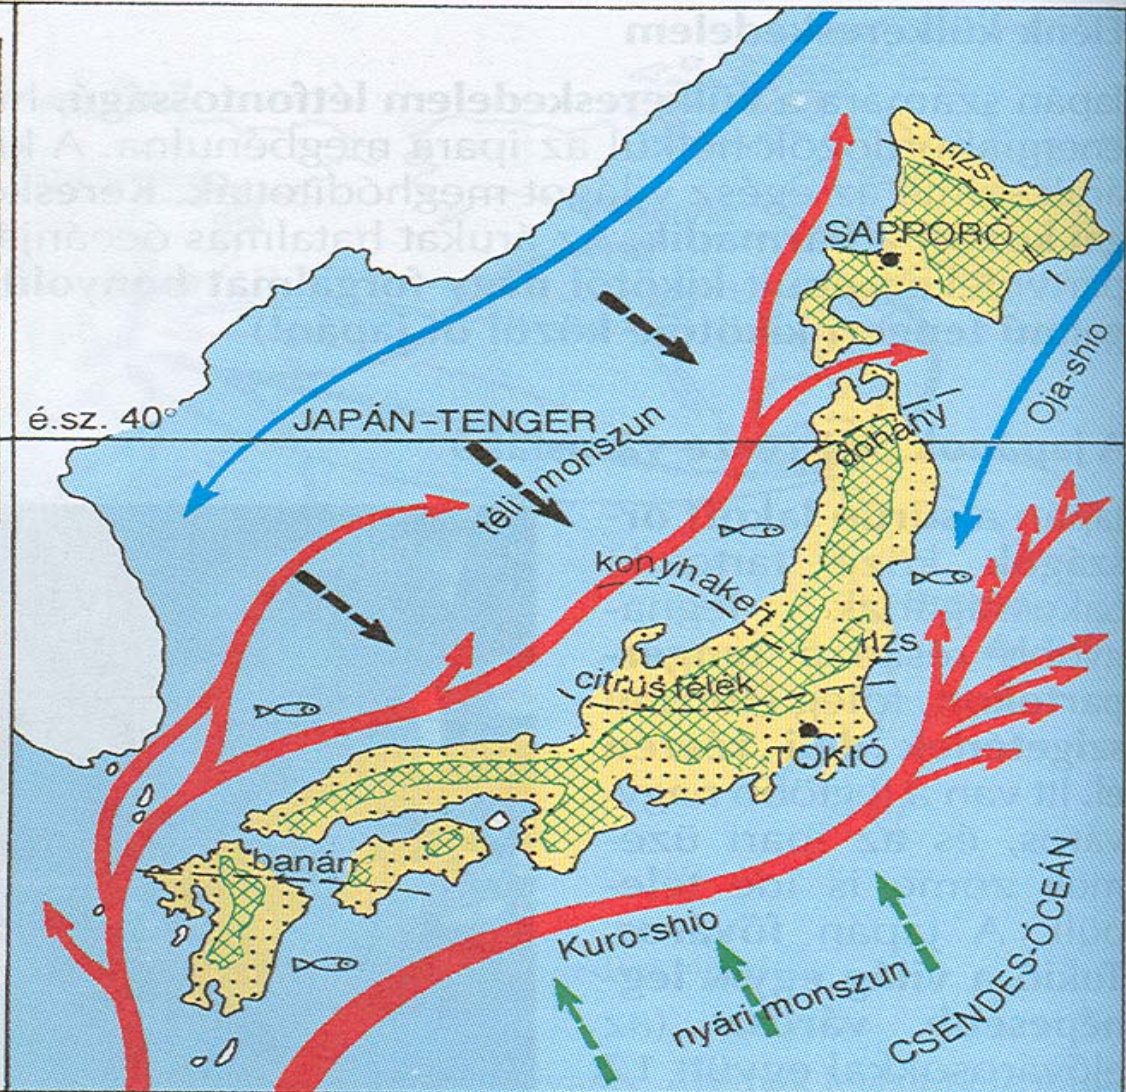 rizs
SAPPORÓ
Oja-shio
é.sz. 40°
JAPÁN-TENGER
téli monszun
dohány
konyhakert
rizs
citrusfélék
TOKIÓ
banán
Kuro-shio
nyári monszun
CSENDES-ÓCEÁN